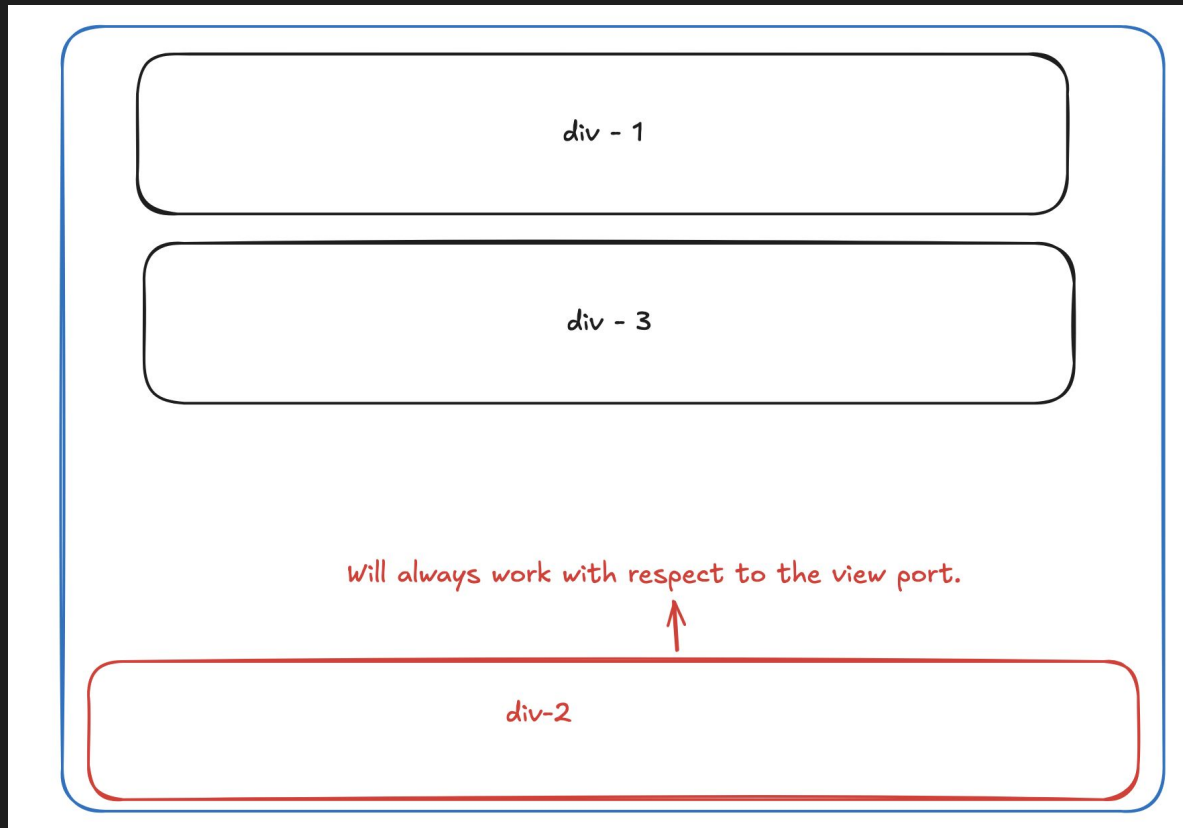 div - 1
div - 3
Will always work with respect to the view port.
div-2